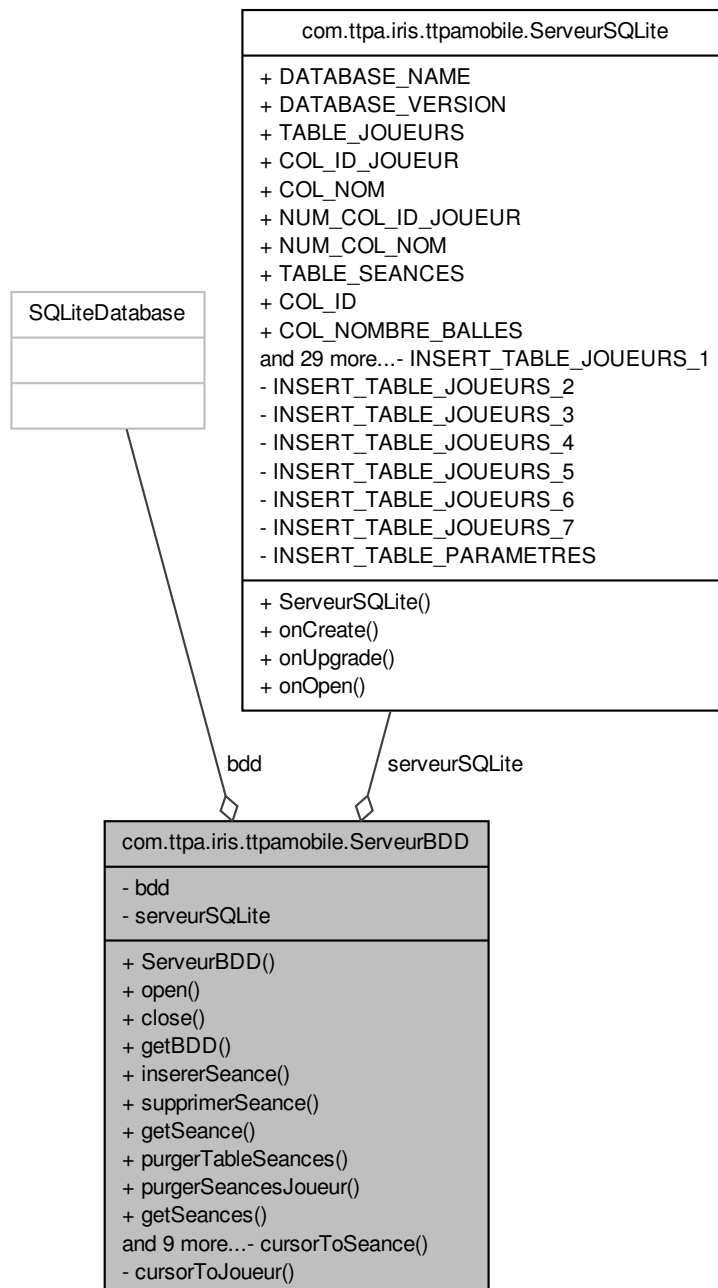 com.ttpa.iris.ttpamobile.ServeurSQLite
+ DATABASE_NAME
+ DATABASE_VERSION
+ TABLE_JOUEURS
+ COL_ID_JOUEUR
+ COL_NOM
+ NUM_COL_ID_JOUEUR
+ NUM_COL_NOM
+ TABLE_SEANCES
+ COL_ID
+ COL_NOMBRE_BALLES
and 29 more...- INSERT_TABLE_JOUEURS_1
- INSERT_TABLE_JOUEURS_2
- INSERT_TABLE_JOUEURS_3
- INSERT_TABLE_JOUEURS_4
- INSERT_TABLE_JOUEURS_5
- INSERT_TABLE_JOUEURS_6
- INSERT_TABLE_JOUEURS_7
- INSERT_TABLE_PARAMETRES
+ ServeurSQLite()
+ onCreate()
+ onUpgrade()
+ onOpen()
SQLiteDatabase
bdd
serveurSQLite
com.ttpa.iris.ttpamobile.ServeurBDD
- bdd
- serveurSQLite
+ ServeurBDD()
+ open()
+ close()
+ getBDD()
+ insererSeance()
+ supprimerSeance()
+ getSeance()
+ purgerTableSeances()
+ purgerSeancesJoueur()
+ getSeances()
and 9 more...- cursorToSeance()
- cursorToJoueur()